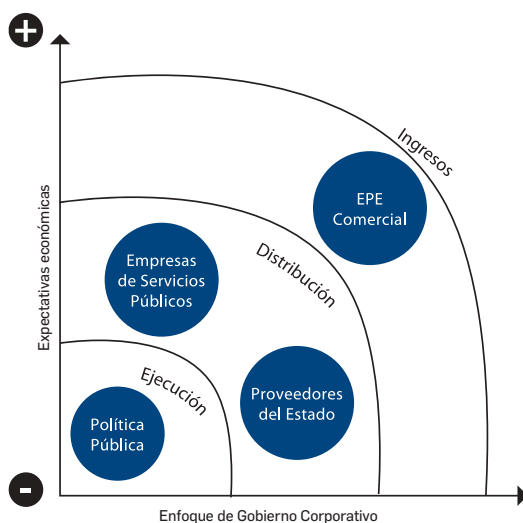 +
Expectativas económicas
Ingresos
EPE
Comercial
Distribución
Empresas
de Servicios
Públicos
Ejecución
Proveedores
del Estado
Política
Pública
-
Enfoque de Gobierno Corporativo